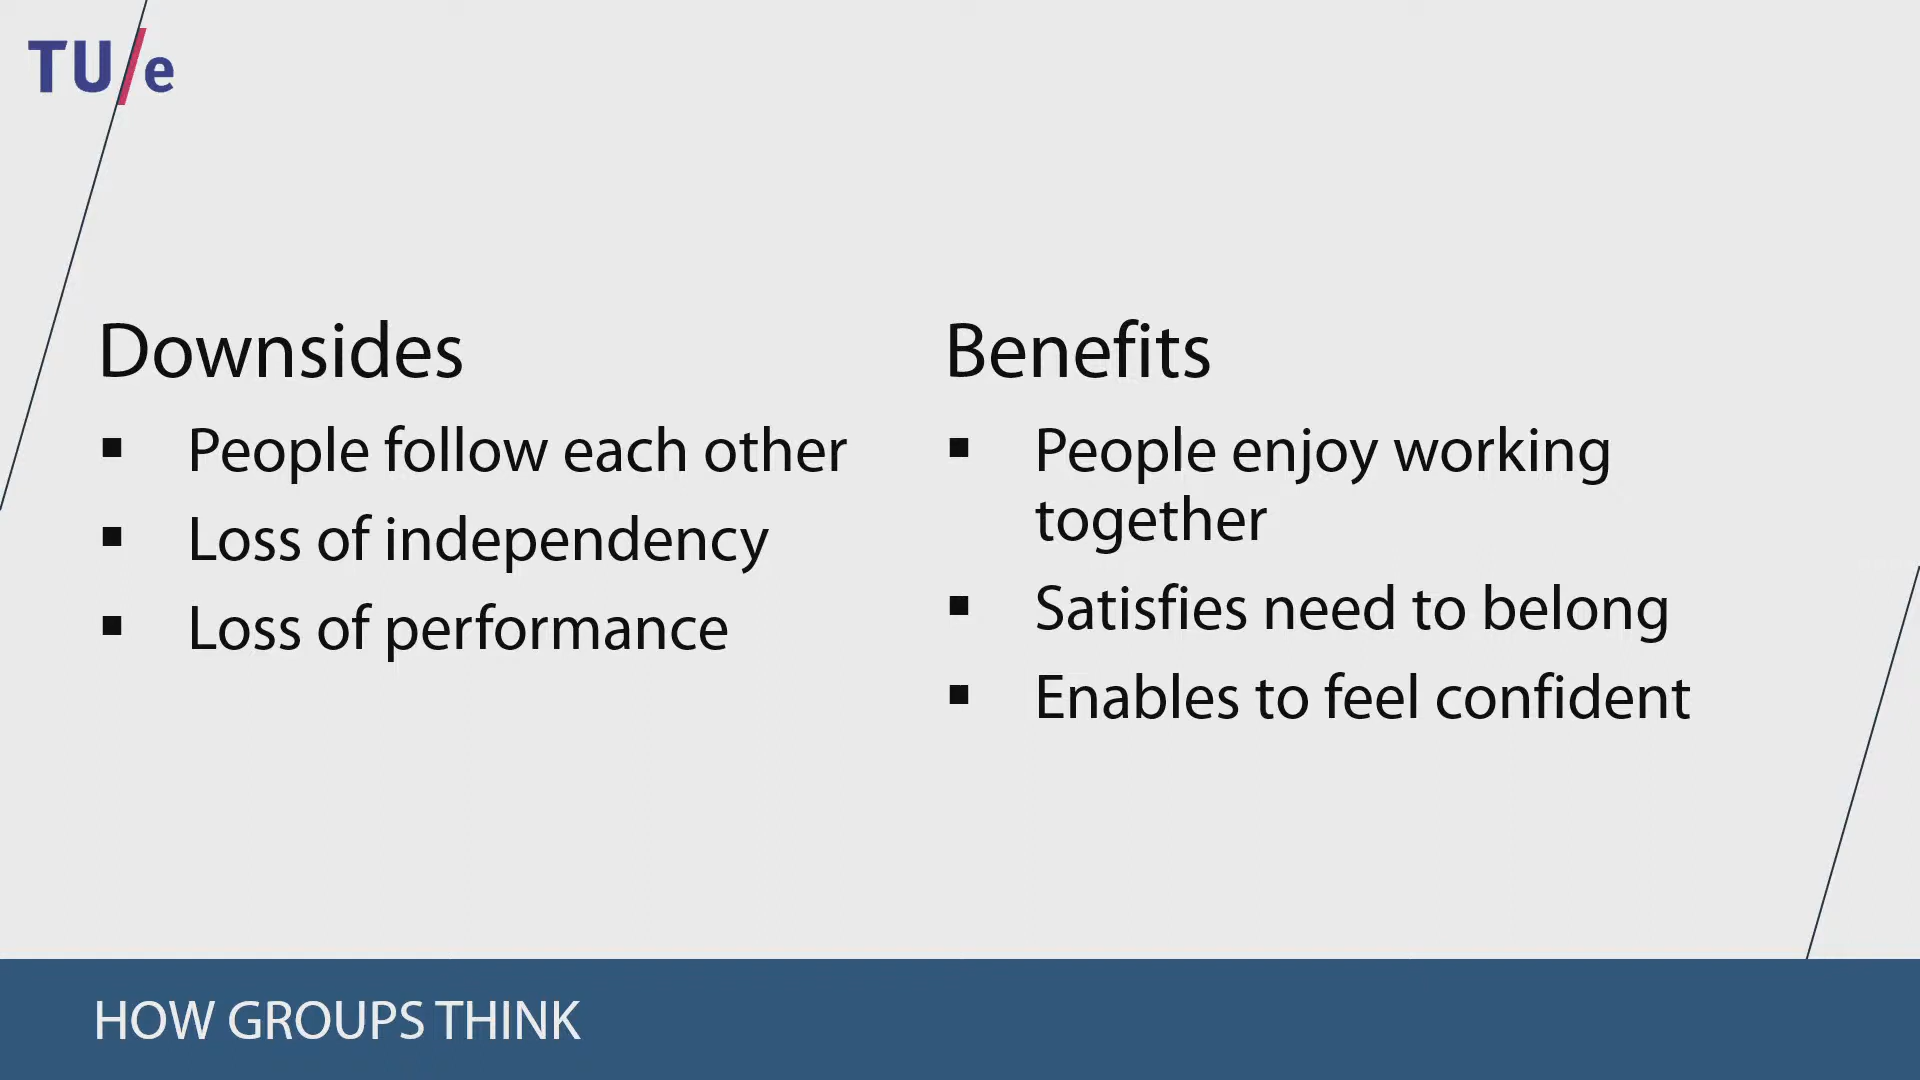 TU/e
Downsides
▪ People follow each other
▪ Loss of independency
▪ Loss of performance
Benefits
▪ People enjoy working
together
▪ Satisfies need to belong
▪ Enables to feel confident
HOW GROUPS THINK